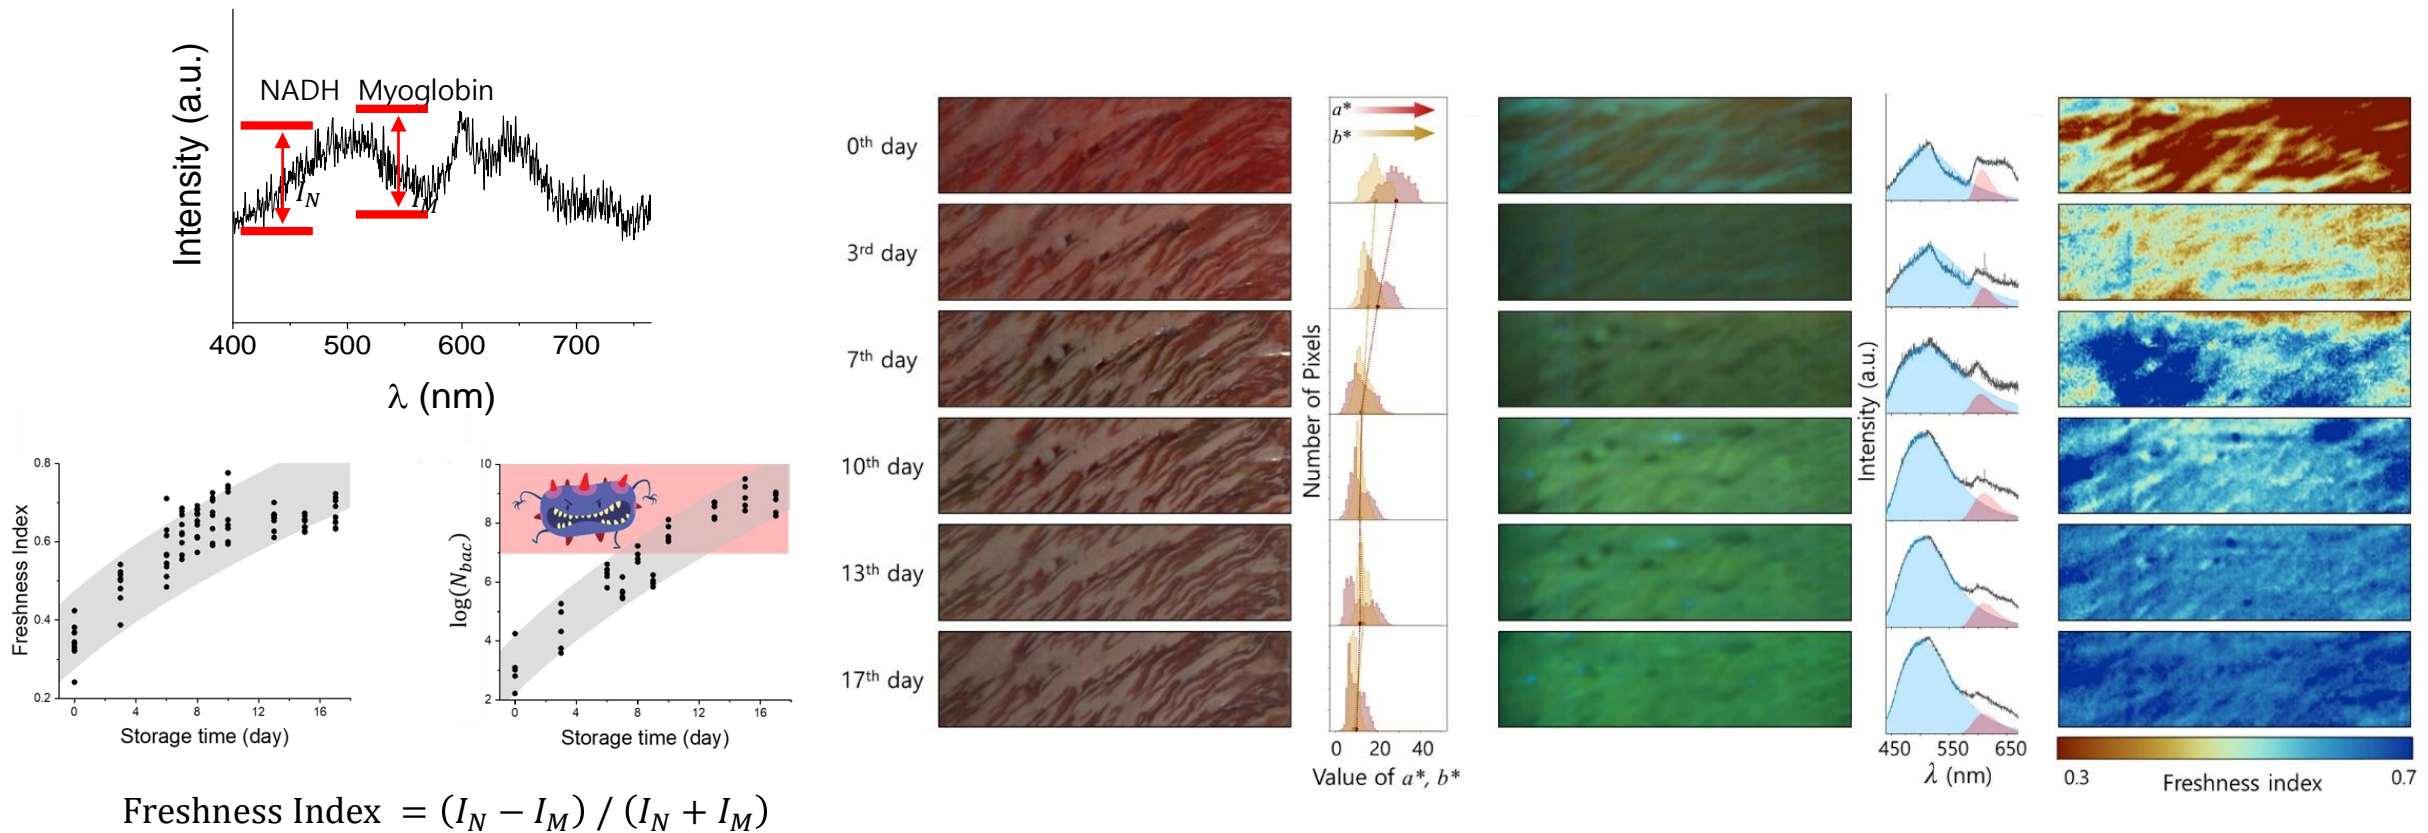 Intensity (a.u.)
NADH Myoglobin
I_N
I_M
400 500 600 700
λ (nm)
Freshness Index
0.8
0.6
0.4
0.2
0 4 8 12 16
Storage time (day)
log(N_bac)
10
8
6
4
2
0 4 8 12 16
Storage time (day)
Freshness Index = (I_N − I_M) / (I_N + I_M)
0th day
3rd day
7th day
10th day
13th day
17th day
a*
b*
Number of Pixels
0 20 40
Value of a*, b*
Intensity (a.u.)
450 550 650
λ (nm)
0.3 Freshness index 0.7